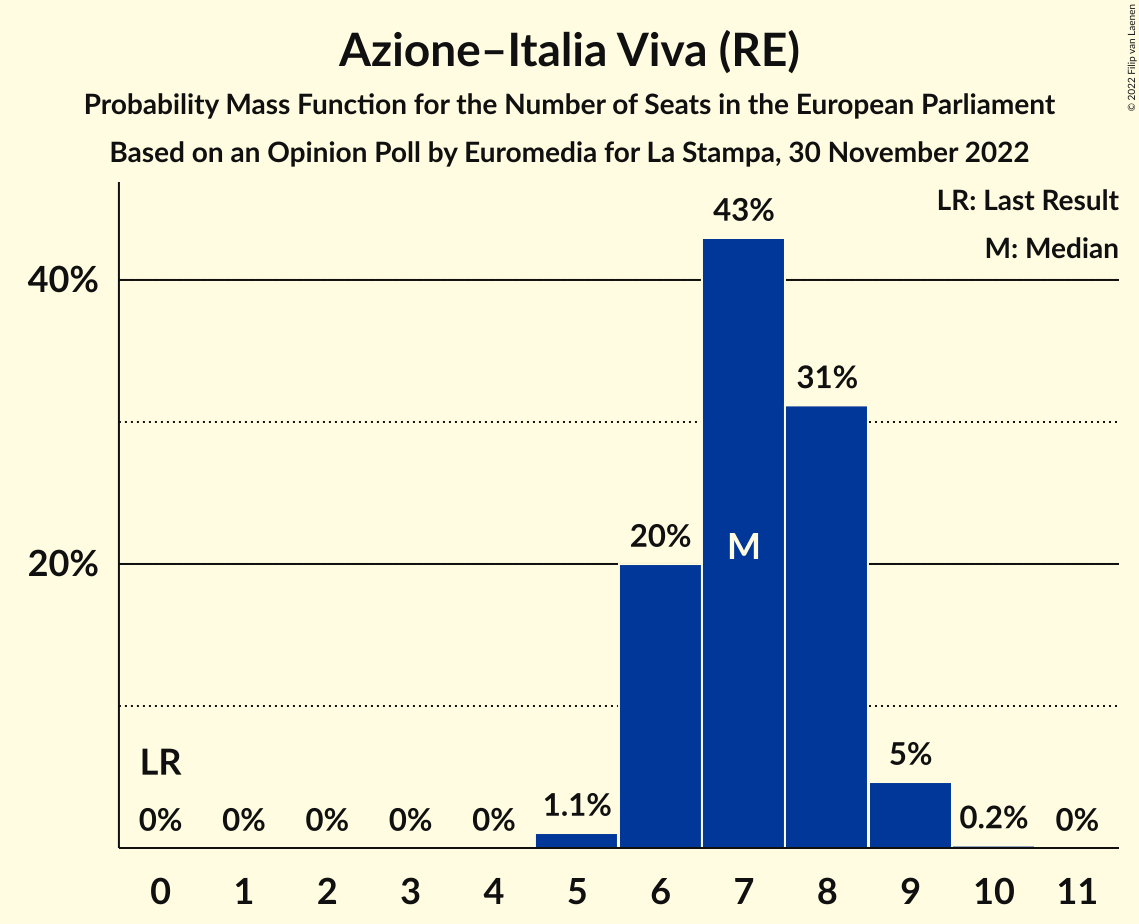 Azione–Italia Viva (RE)
Probability Mass Function for the Number of Seats in the European Parliament
Based on an Opinion Poll by Euromedia for La Stampa, 30 November 2022
© 2022 Filip van Laenen
LR: Last Result
M: Median
43%
40%
31%
20%
M
20%
LR
5%
0% 0% 0% 0% 0% 1.1% 0.2% 0%
0 1 2 3 4 5 6 7 8 9 10 11